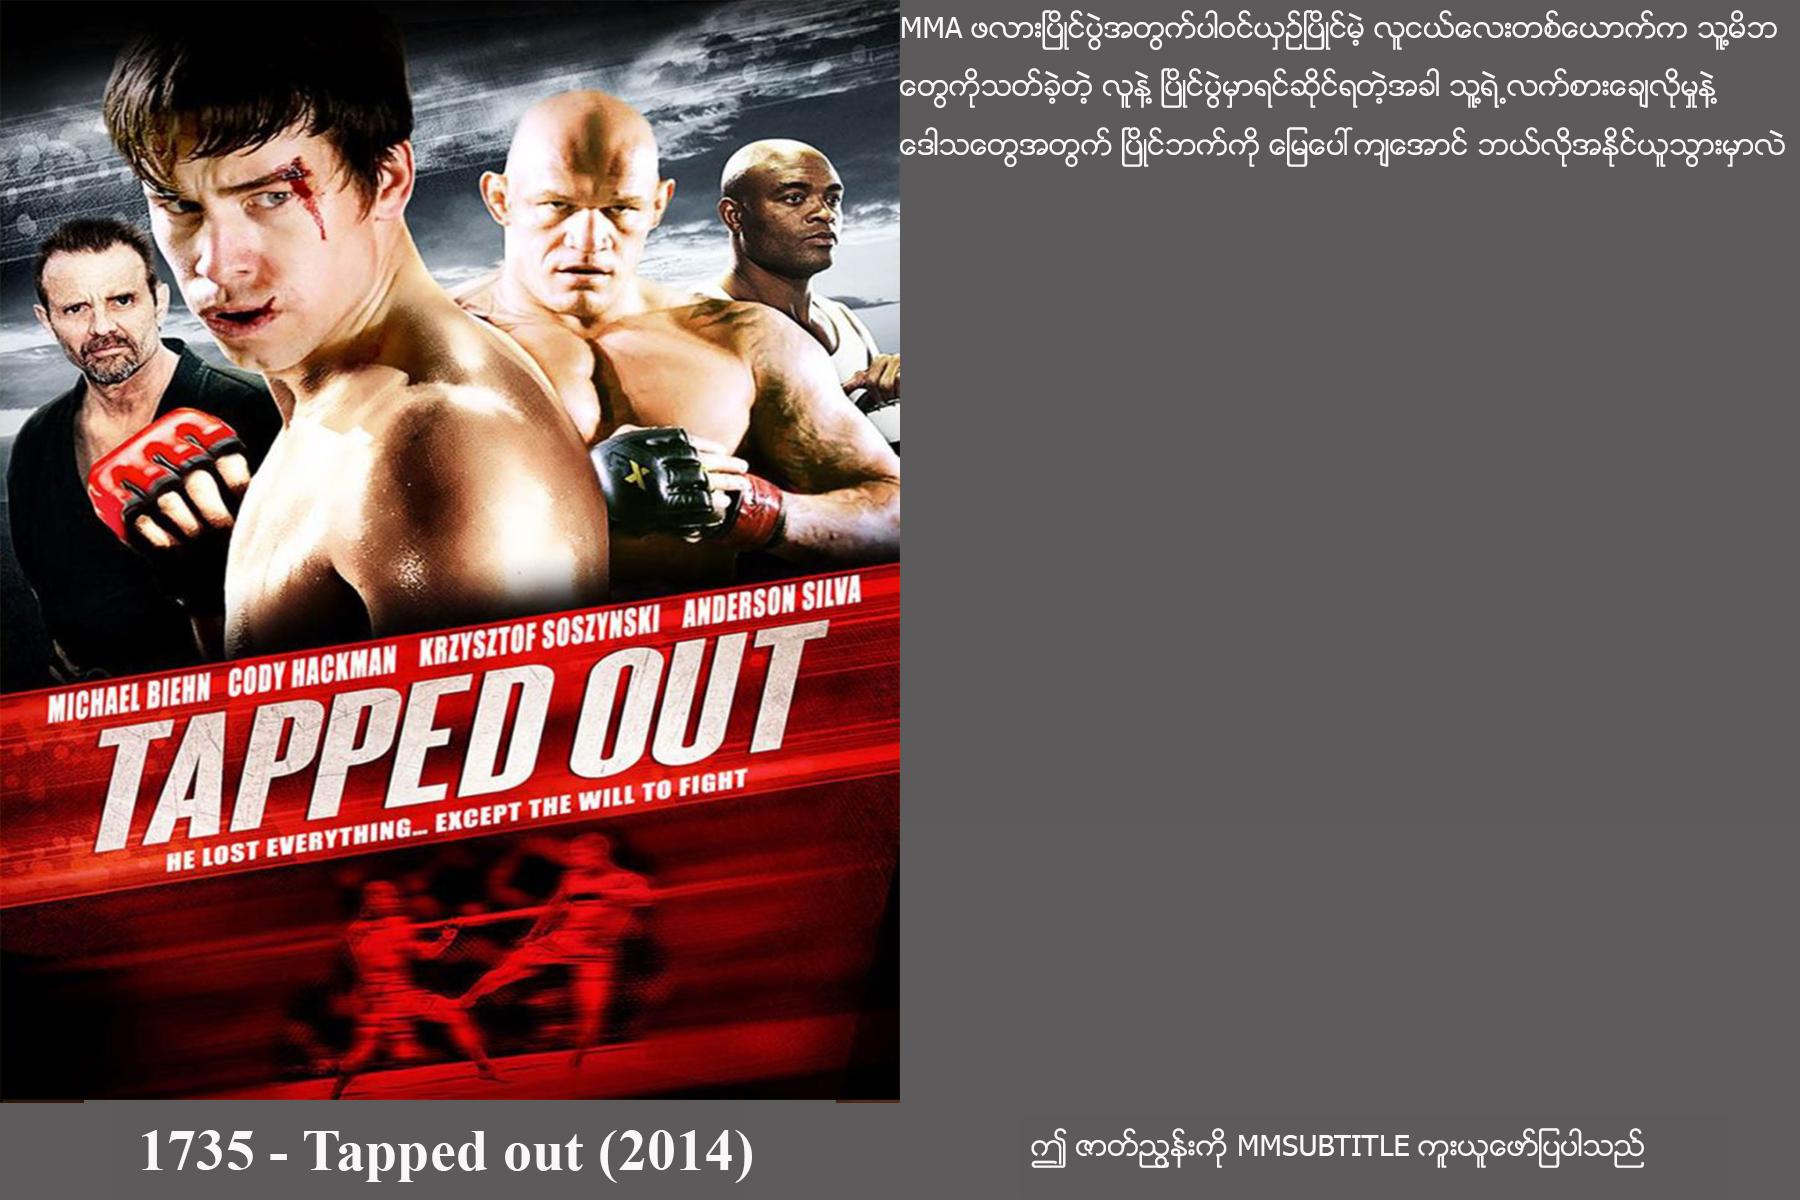 MMA ဖလားပြိုင်ပွဲအတွက်ပါဝင်ယှဉ်ပြိုင်မဲ့ လူငယ်လေးတစ်ယောက်က သူ့မိဘ
တွေကိုသတ်ခဲ့တဲ့ လူနဲ့ ပြိုင်ပွဲမှာရင်ဆိုင်ရတဲ့အခါ သူ့ရဲ့လက်စားချေလိုမှုနဲ့
ဒေါသတွေအတွက် ပြိုင်ဘက်ကို မြေပေါ်ကျအောင် ဘယ်လိုအနိုင်ယူသွားမှာလဲ
MICHAEL BIEHN CODY HACKMAN KRZYSZTOF SOSZYNSKI ANDERSON SILVA
TAPPED OUT
HE LOST EVERYTHING... EXCEPT THE WILL TO FIGHT
1735 - Tapped out (2014)
ဤ ဇာတ်ညွှန်းကို MMSUBTITLE ကူးယူဖော်ပြပါသည်